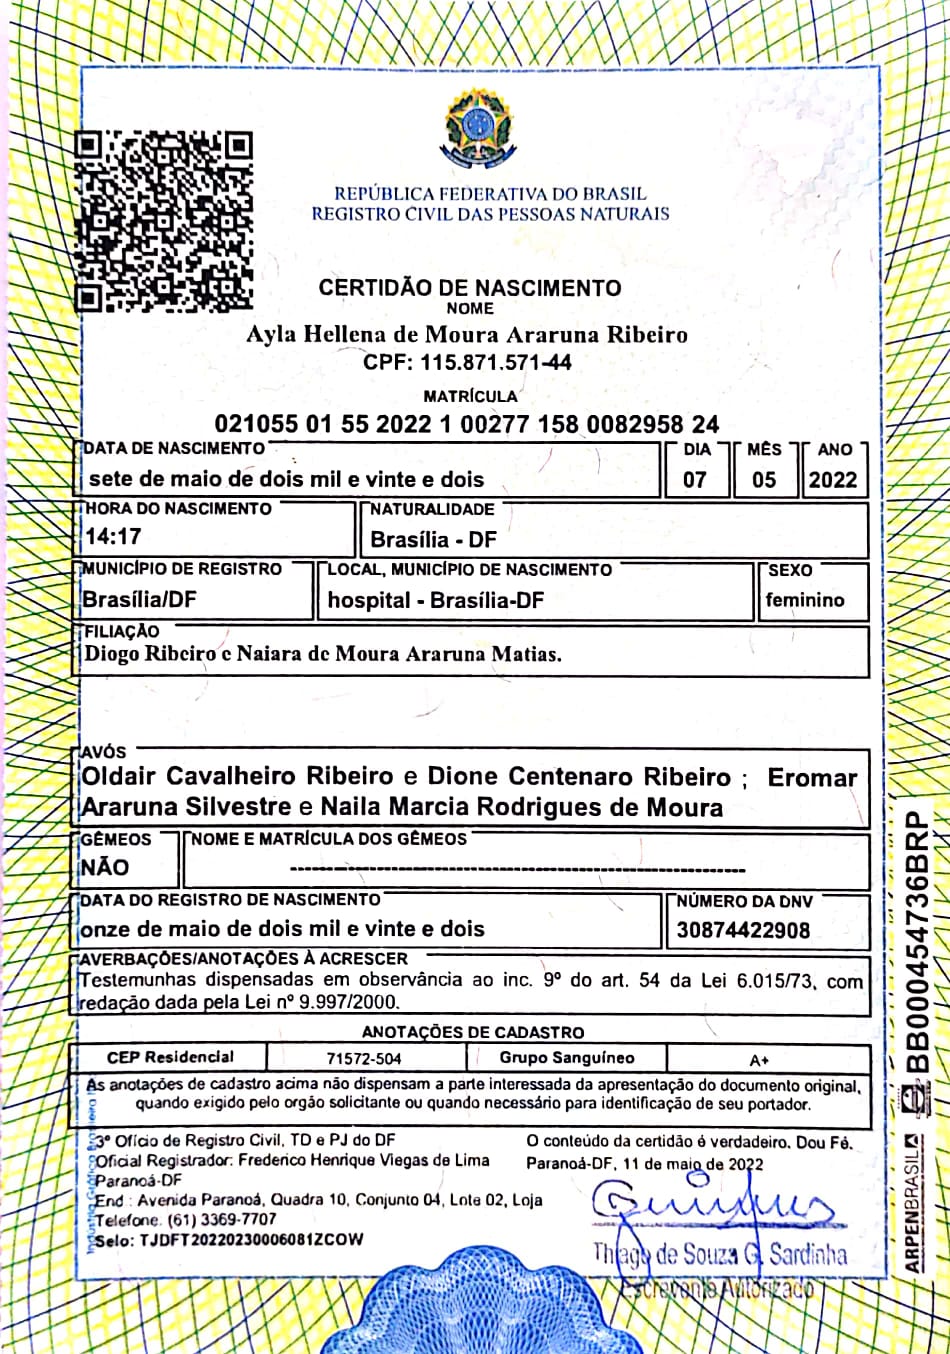 REPÚBLICA FEDERATIVA DO BRASIL
REGISTRO CIVIL DAS PESSOAS NATURAIS
CERTIDÃO DE NASCIMENTO
NOME
Ayla Hellena de Moura Araruna Ribeiro
CPF: 115.871.571-44
MATRÍCULA
021055 01 55 2022 1 00277 158 0082958 24
DATA DE NASCIMENTO DIA MÊS ANO
sete de maio de dois mil e vinte e dois 07 05 2022
HORA DO NASCIMENTO NATURALIDADE
14:17 Brasília - DF
MUNICÍPIO DE REGISTRO LOCAL, MUNICÍPIO DE NASCIMENTO SEXO
Brasília/DF hospital - Brasília-DF feminino
FILIAÇÃO
Diogo Ribeiro e Naiara de Moura Araruna Matias.
AVÓS
Oldair Cavalheiro Ribeiro e Dione Centenaro Ribeiro ; Eromar
Araruna Silvestre e Naila Marcia Rodrigues de Moura
GÊMEOS NOME E MATRÍCULA DOS GÊMEOS
NÃO
DATA DO REGISTRO DE NASCIMENTO NÚMERO DA DNV
onze de maio de dois mil e vinte e dois 30874422908
AVERBAÇÕES/ANOTAÇÕES À ACRESCER
Testemunhas dispensadas em observância ao inc. 9º do art. 54 da Lei 6.015/73, com
redação dada pela Lei nº 9.997/2000.
ANOTAÇÕES DE CADASTRO
CEP Residencial 71572-504 Grupo Sanguíneo A+
As anotações de cadastro acima não dispensam a parte interessada da apresentação do documento original,
quando exigido pelo orgão solicitante ou quando necessário para identificação de seu portador.
3º Ofício de Registro Civil, TD e PJ do DF
Oficial Registrador: Frederico Henrique Viegas de Lima
Paranoá-DF
End : Avenida Paranoá, Quadra 10, Conjunto 04, Lote 02, Loja
Telefone: (61) 3369-7707
Selo: TJDFT20220230006081ZCOW
O conteúdo da certidão é verdadeiro. Dou Fé.
Paranoá-DF, 11 de maio de 2022
Thiago de Souza G. Sardinha
Escrevente Autorizado
ARPENBRASIL BB000454736BRP